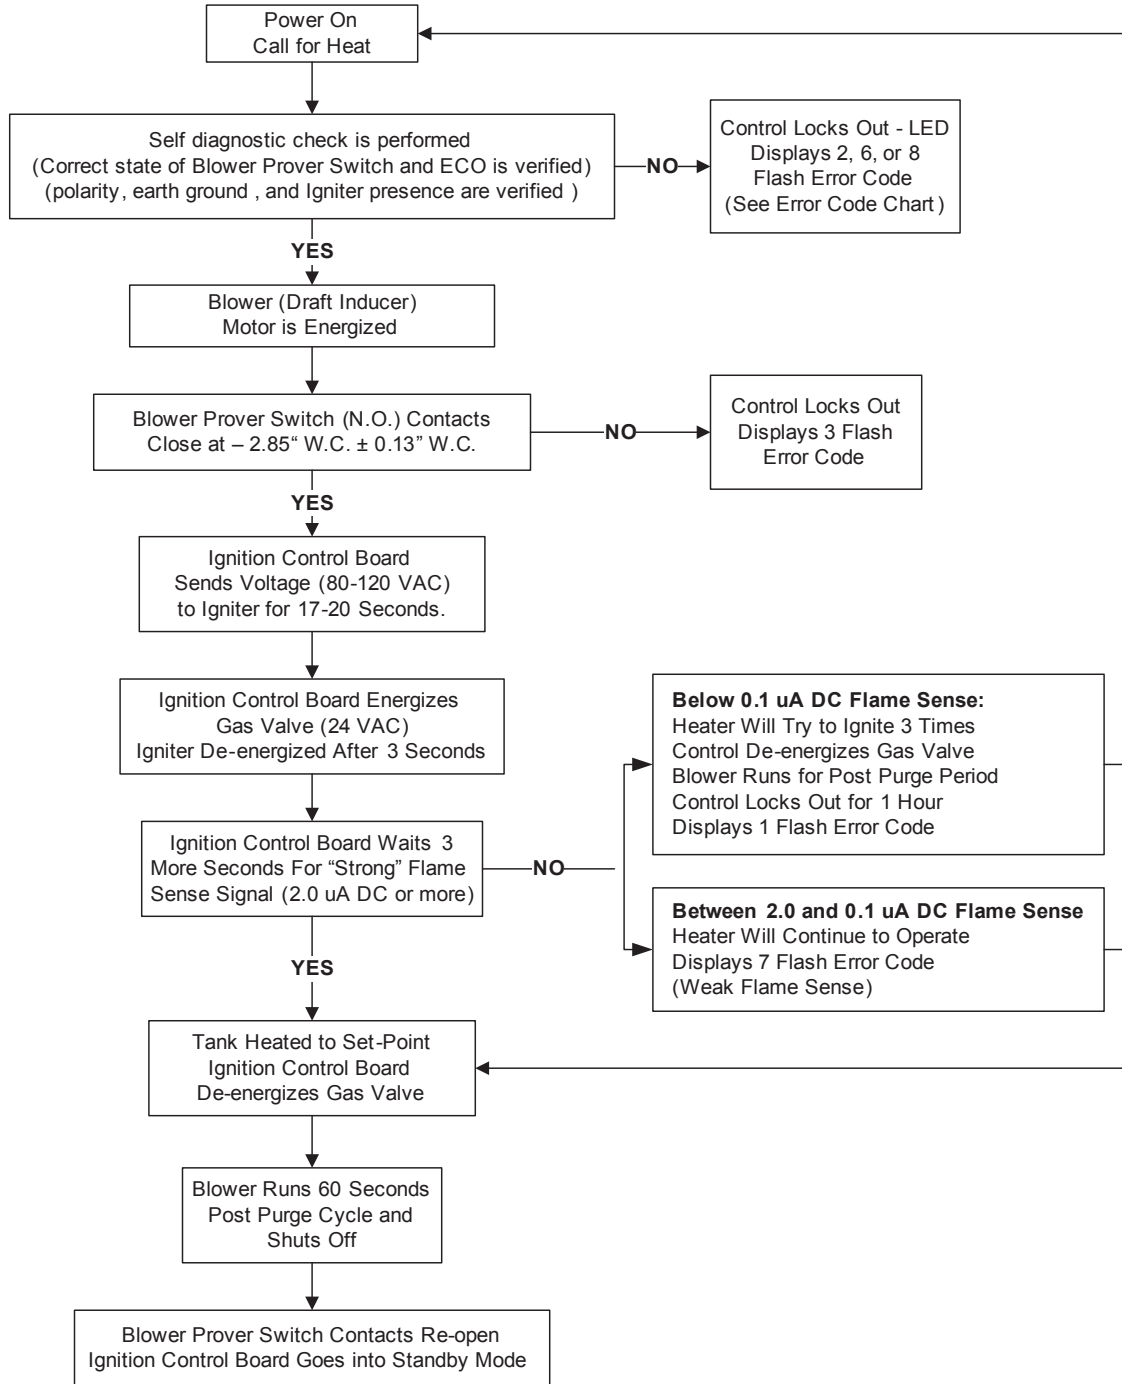 Power On
Call for Heat
Self diagnostic check is performed
(Correct state of Blower Prover Switch and ECO is verified)
(polarity, earth ground , and Igniter presence are verified )
NO
Control Locks Out - LED
Displays 2, 6, or 8
Flash Error Code
(See Error Code Chart)
YES
Blower (Draft Inducer)
Motor is Energized
Blower Prover Switch (N.O.) Contacts
Close at – 2.85“ W.C. ± 0.13” W.C.
NO
Control Locks Out
Displays 3 Flash
Error Code
YES
Ignition Control Board
Sends Voltage (80-120 VAC)
to Igniter for 17-20 Seconds.
Ignition Control Board Energizes
Gas Valve (24 VAC)
Igniter De-energized After 3 Seconds
Ignition Control Board Waits 3
More Seconds For “Strong” Flame
Sense Signal (2.0 uA DC or more)
NO
Below 0.1 uA DC Flame Sense:
Heater Will Try to Ignite 3 Times
Control De-energizes Gas Valve
Blower Runs for Post Purge Period
Control Locks Out for 1 Hour
Displays 1 Flash Error Code
Between 2.0 and 0.1 uA DC Flame Sense
Heater Will Continue to Operate
Displays 7 Flash Error Code
(Weak Flame Sense)
YES
Tank Heated to Set-Point
Ignition Control Board
De-energizes Gas Valve
Blower Runs 60 Seconds
Post Purge Cycle and
Shuts Off
Blower Prover Switch Contacts Re-open
Ignition Control Board Goes into Standby Mode